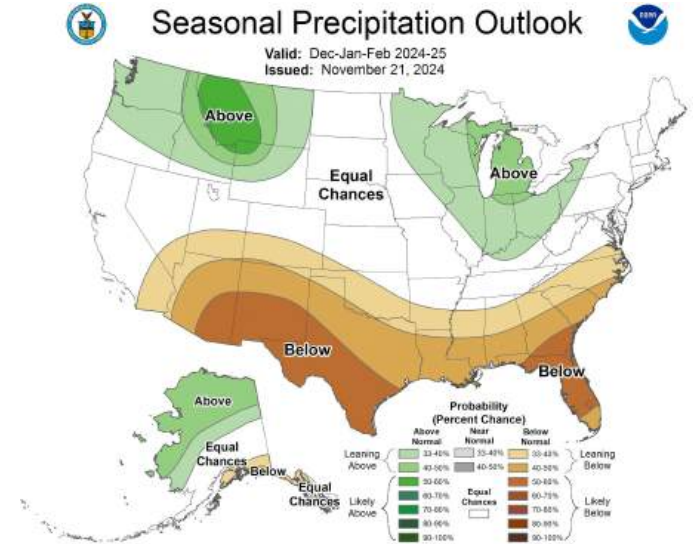 Seasonal Precipitation Outlook
Valid: Dec-Jan-Feb 2024-25
Issued: November 21, 2024
NOAA
Above
Above
Equal
Chances
Below
Below
Above
Equal
Chances
Below
Equal
Chances
Probability
(Percent Chance)
Above
Normal
Near
Normal
Below
Normal
Leaning
Above
33-40%
40-50%
Likely
Above
50-60%
60-70%
70-80%
80-90%
90-100%
33-40%
40-50%
Equal
Chances
33-40%
40-50%
Leaning
Below
50-60%
60-70%
70-80%
80-90%
90-100%
Likely
Below